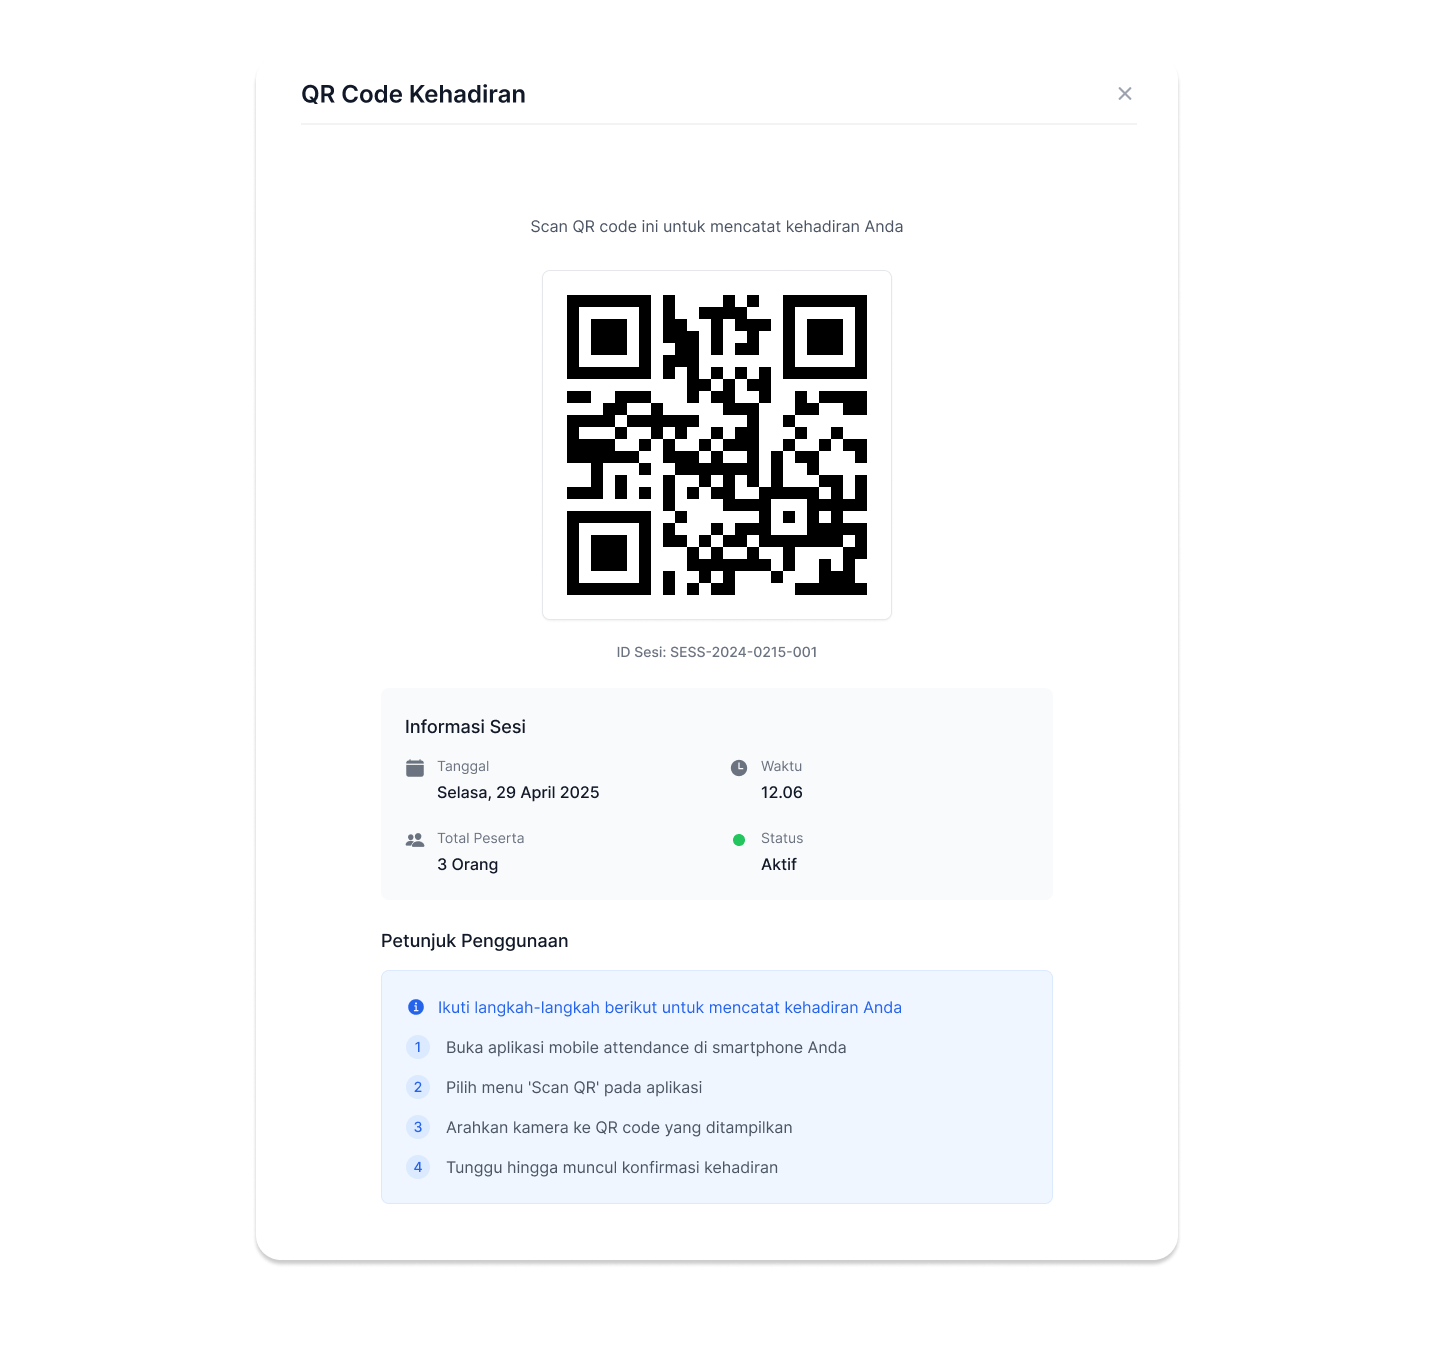 QR Code Kehadiran
Scan QR code ini untuk mencatat kehadiran Anda
ID Sesi: SESS-2024-0215-001
Informasi Sesi
Tanggal
Selasa, 29 April 2025
Waktu
12.06
Total Peserta
3 Orang
Status
Aktif
Petunjuk Penggunaan
Ikuti langkah-langkah berikut untuk mencatat kehadiran Anda
1 Buka aplikasi mobile attendance di smartphone Anda
2 Pilih menu 'Scan QR' pada aplikasi
3 Arahkan kamera ke QR code yang ditampilkan
4 Tunggu hingga muncul konfirmasi kehadiran